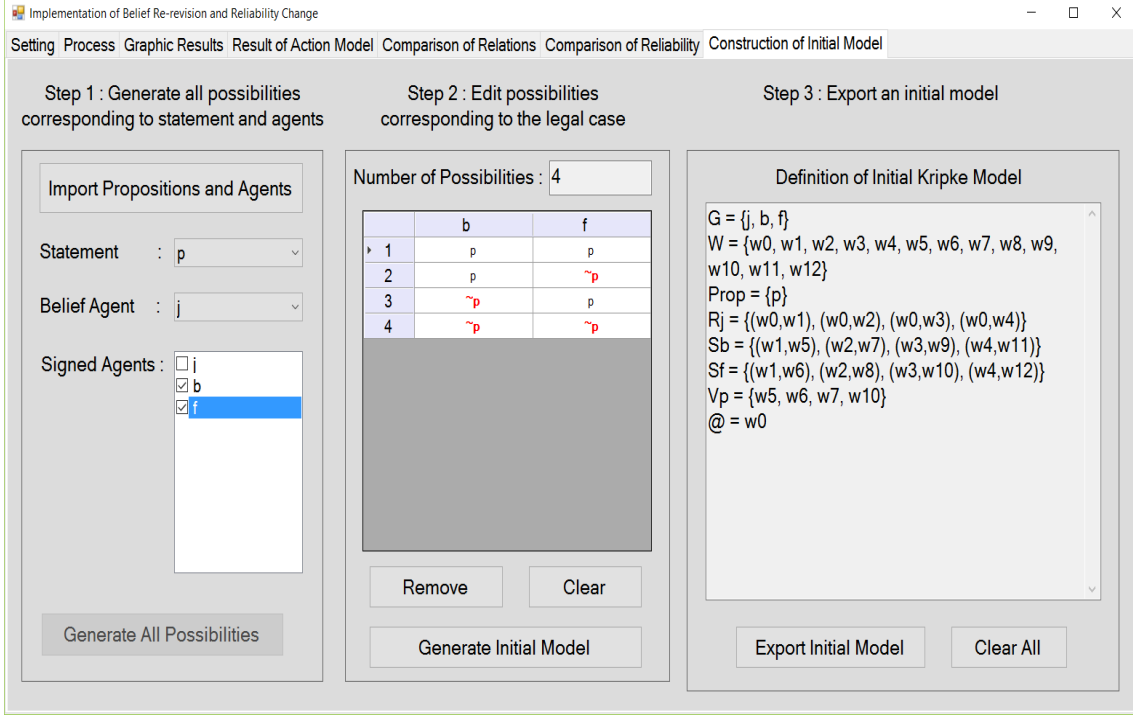 Implementation of Belief Re-revision and Reliability Change
Setting Process Graphic Results Result of Action Model Comparison of Relations Comparison of Reliability Construction of Initial Model
Step 1 : Generate all possibilities
corresponding to statement and agents
Import Propositions and Agents
Statement : p
Belief Agent : j
Signed Agents : j
b
f
Generate All Possibilities
Step 2 : Edit possibilities
corresponding to the legal case
Number of Possibilities : 4
b f
1 p p
2 p ~p
3 ~p p
4 ~p ~p
Remove Clear
Generate Initial Model
Step 3 : Export an initial model
Definition of Initial Kripke Model
G = {j, b, f}
W = {w0, w1, w2, w3, w4, w5, w6, w7, w8, w9,
w10, w11, w12}
Prop = {p}
Rj = {(w0,w1), (w0,w2), (w0,w3), (w0,w4)}
Sb = {(w1,w5), (w2,w7), (w3,w9), (w4,w11)}
Sf = {(w1,w6), (w2,w8), (w3,w10), (w4,w12)}
Vp = {w5, w6, w7, w10}
@ = w0
Export Initial Model Clear All